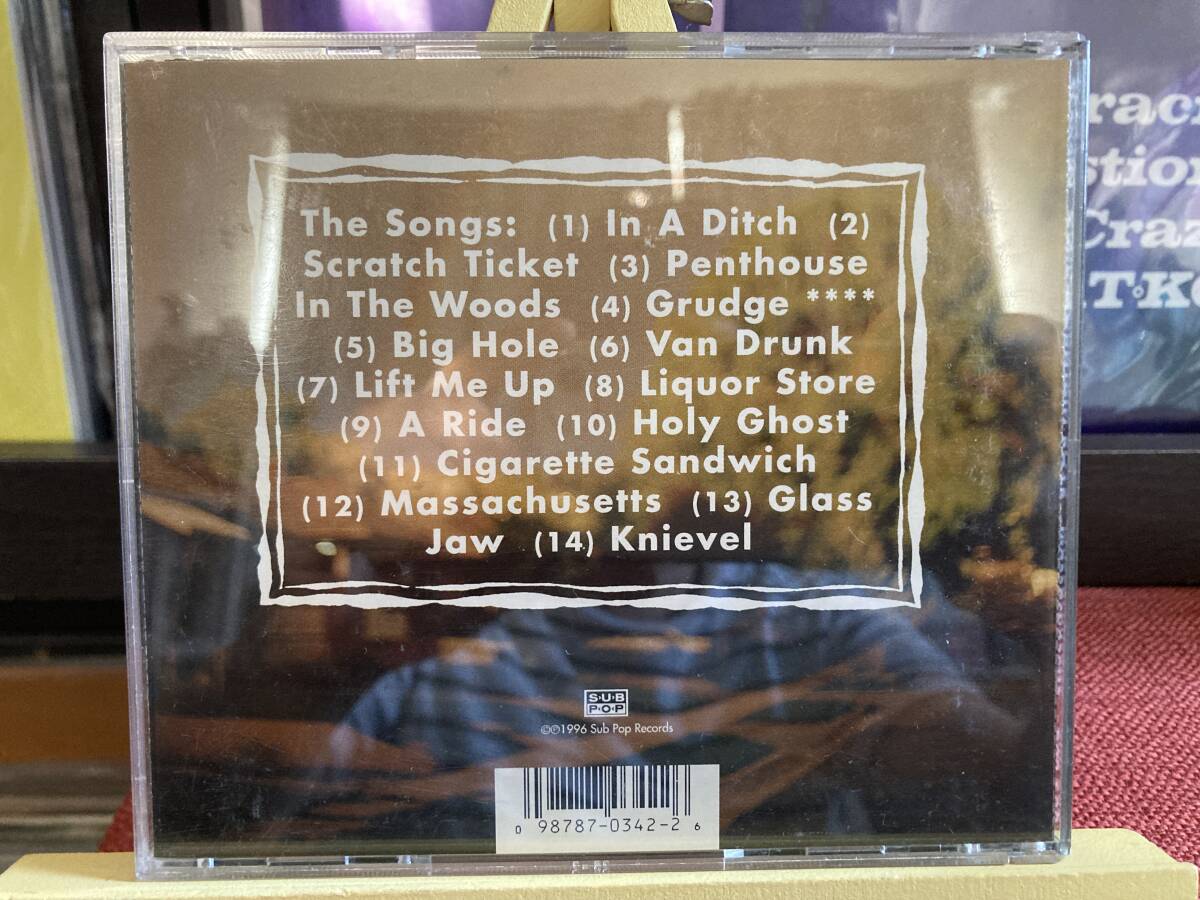 The Songs: (1) In A Ditch (2)
Scratch Ticket (3) Penthouse
In The Woods (4) Grudge ****
(5) Big Hole (6) Van Drunk
(7) Lift Me Up (8) Liquor Store
(9) A Ride (10) Holy Ghost
(11) Cigarette Sandwich
(12) Massachusetts (13) Glass
Jaw (14) Knievel
SUB
POP
©℗1996 Sub Pop Records
0 98787-0342-2 6